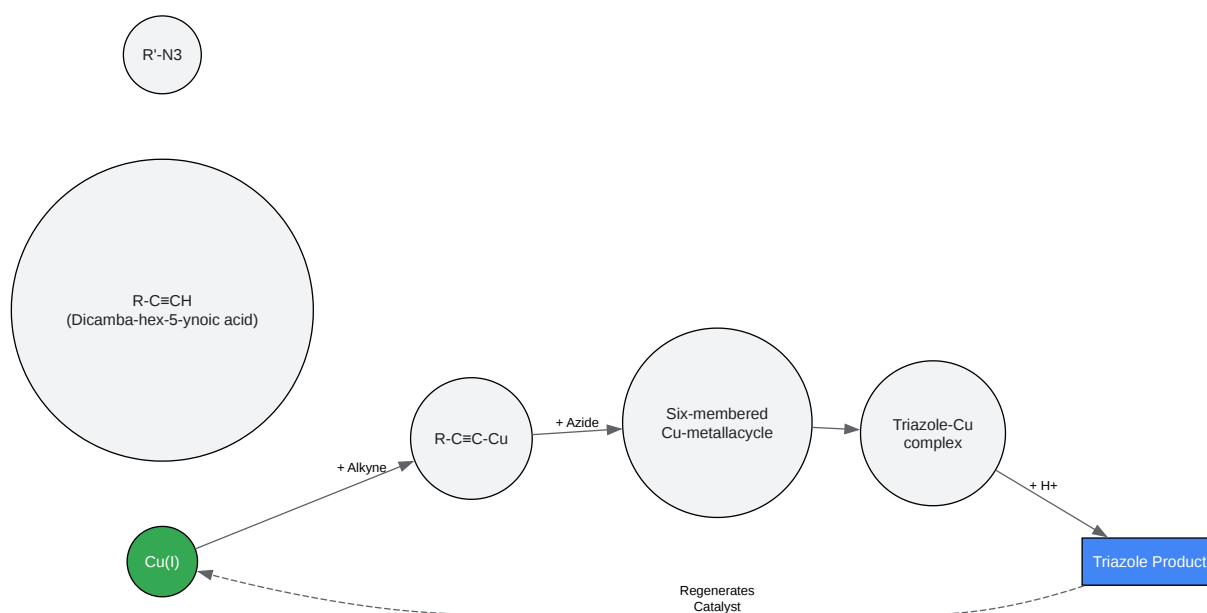 R'-N3
R-C≡CH
(Dicamba-hex-5-ynoic acid)
Cu(I)
+ Alkyne
R-C≡C-Cu
+ Azide
Six-membered
Cu-metallacycle
Triazole-Cu
complex
+ H+
Triazole Product
Regenerates
Catalyst